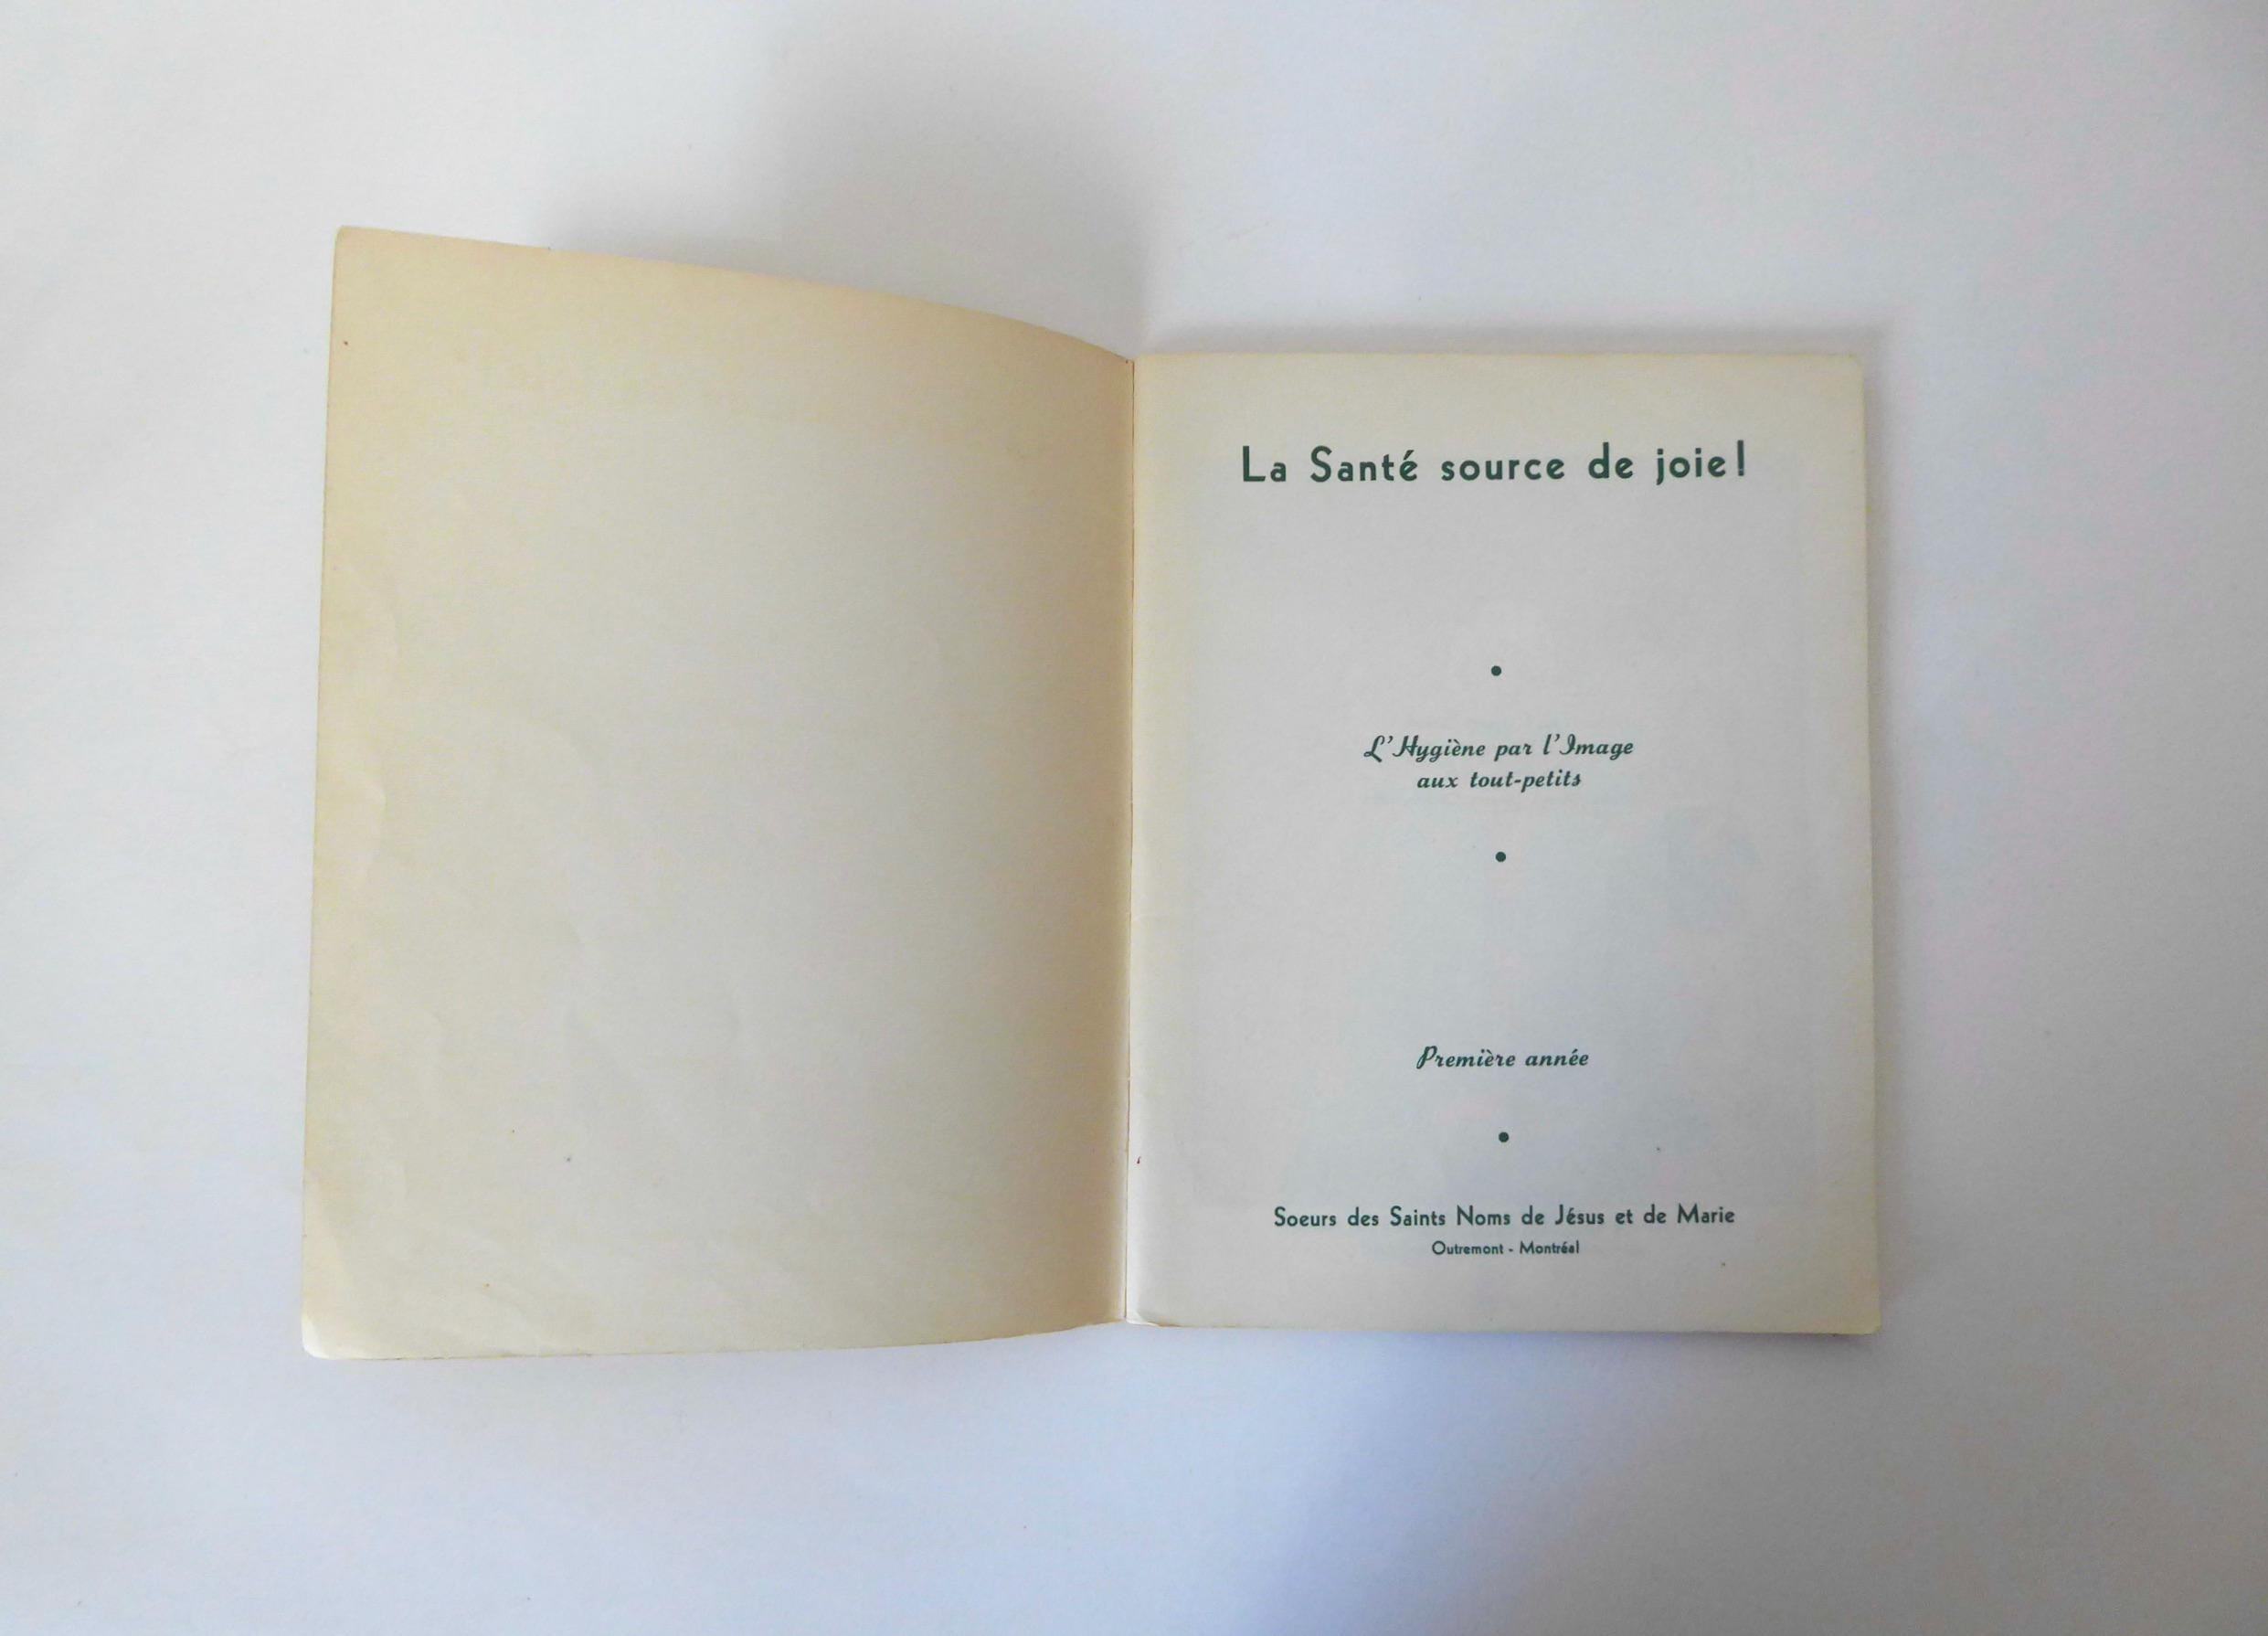 La Santé source de joie!
L'Hygiène par l'Image
aux tout-petits
Première année
Soeurs des Saints Noms de Jésus et de Marie
Outremont - Montréal